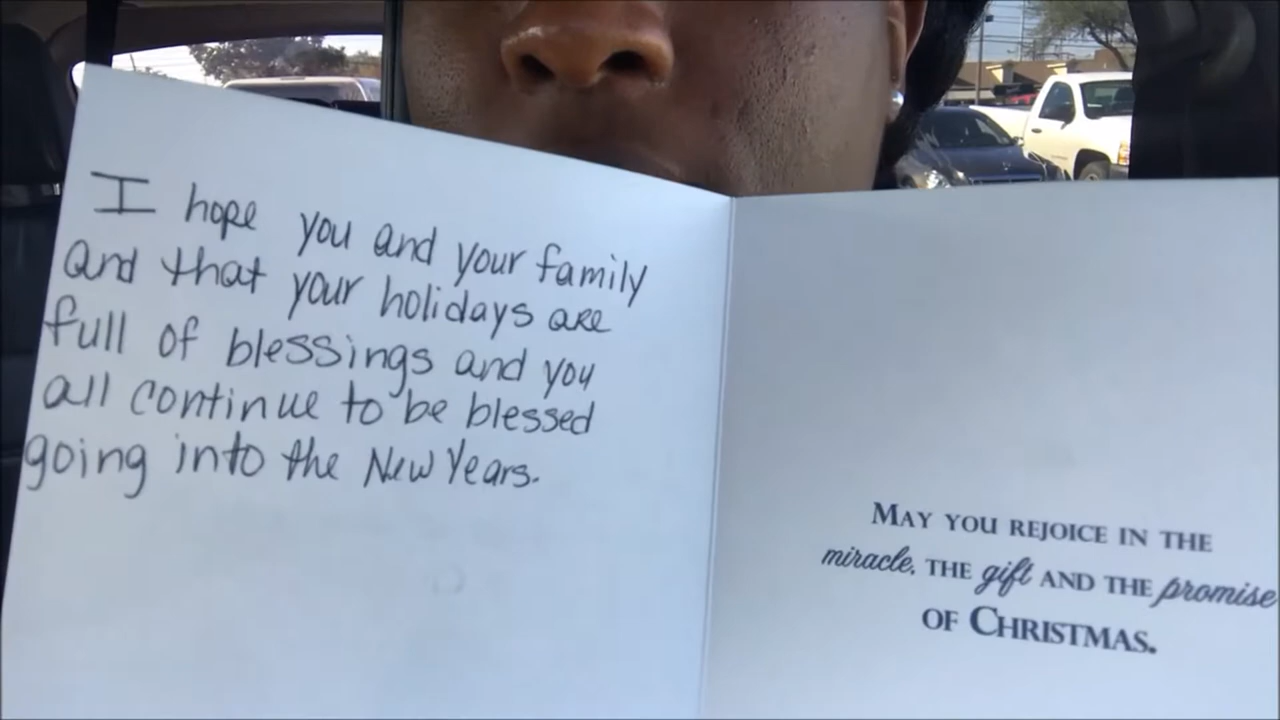 I hope you and your family
and that your holidays are
full of blessings and you
all continue to be blessed
going into the New Years.
MAY YOU REJOICE IN THE
miracle, THE gift AND THE promise
OF CHRISTMAS.